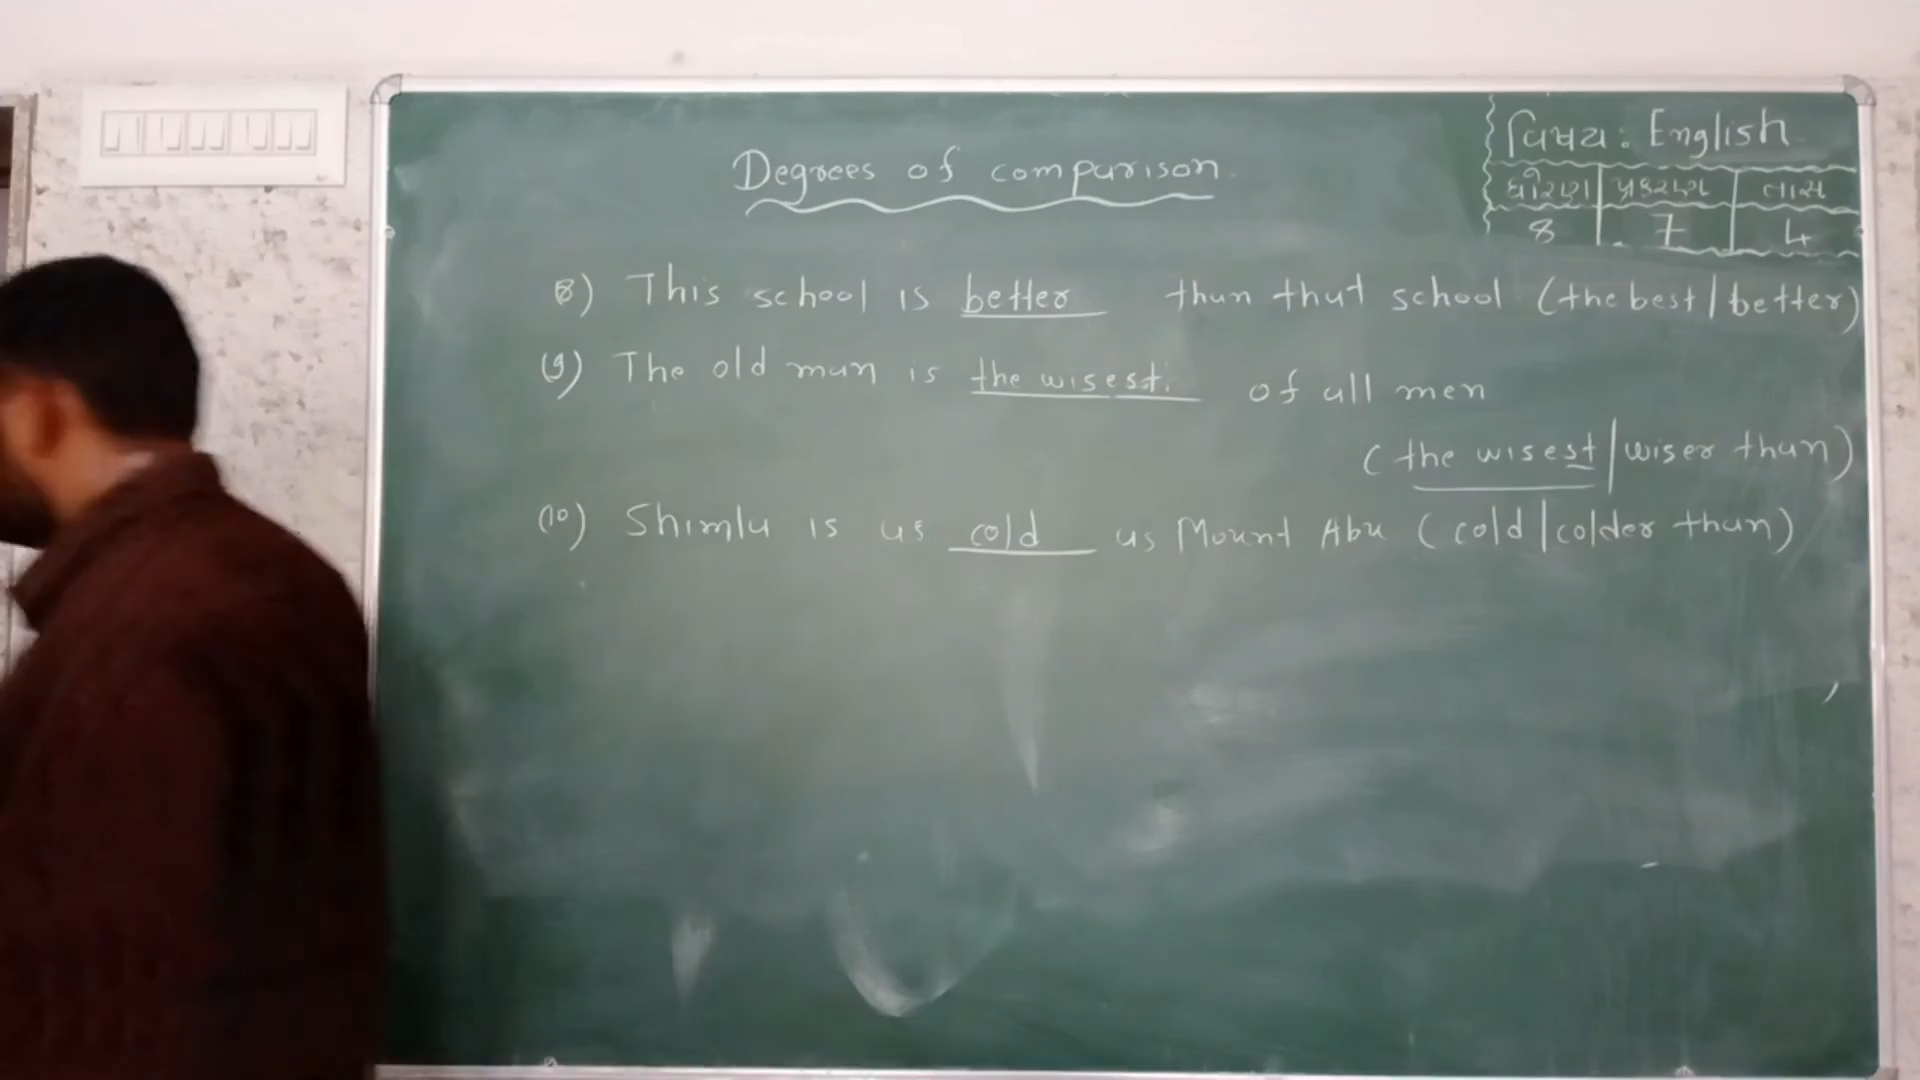 વિષય : English
ધોરણ પ્રકરણ તાસ
8 7 4
Degrees of comparison.
8) This school is better than that school (the best / better)
(9) The old man is the wisest. of all men
(the wisest / wiser than)
(10) Shimla is as cold as Mount Abu (cold / colder than)